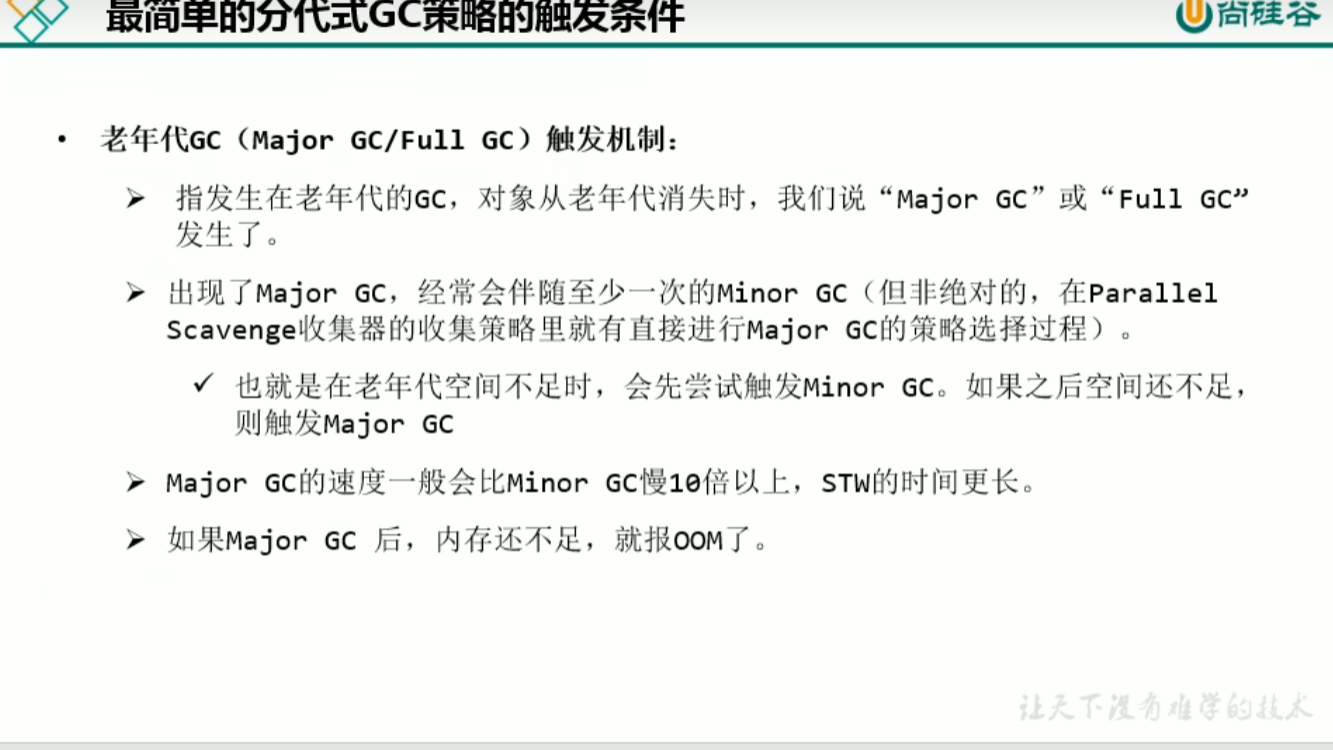 最简单的分代式GC策略的触发条件
尚硅谷
• 老年代GC（Major GC/Full GC）触发机制：
➢ 指发生在老年代的GC，对象从老年代消失时，我们说“Major GC”或“Full GC”
发生了。
➢ 出现了Major GC，经常会伴随至少一次的Minor GC（但非绝对的，在Parallel
Scavenge收集器的收集策略里就有直接进行Major GC的策略选择过程）。
✓ 也就是在老年代空间不足时，会先尝试触发Minor GC。如果之后空间还不足，
则触发Major GC
➢ Major GC的速度一般会比Minor GC慢10倍以上，STW的时间更长。
➢ 如果Major GC 后，内存还不足，就报OOM了。
让天下没有难学的技术